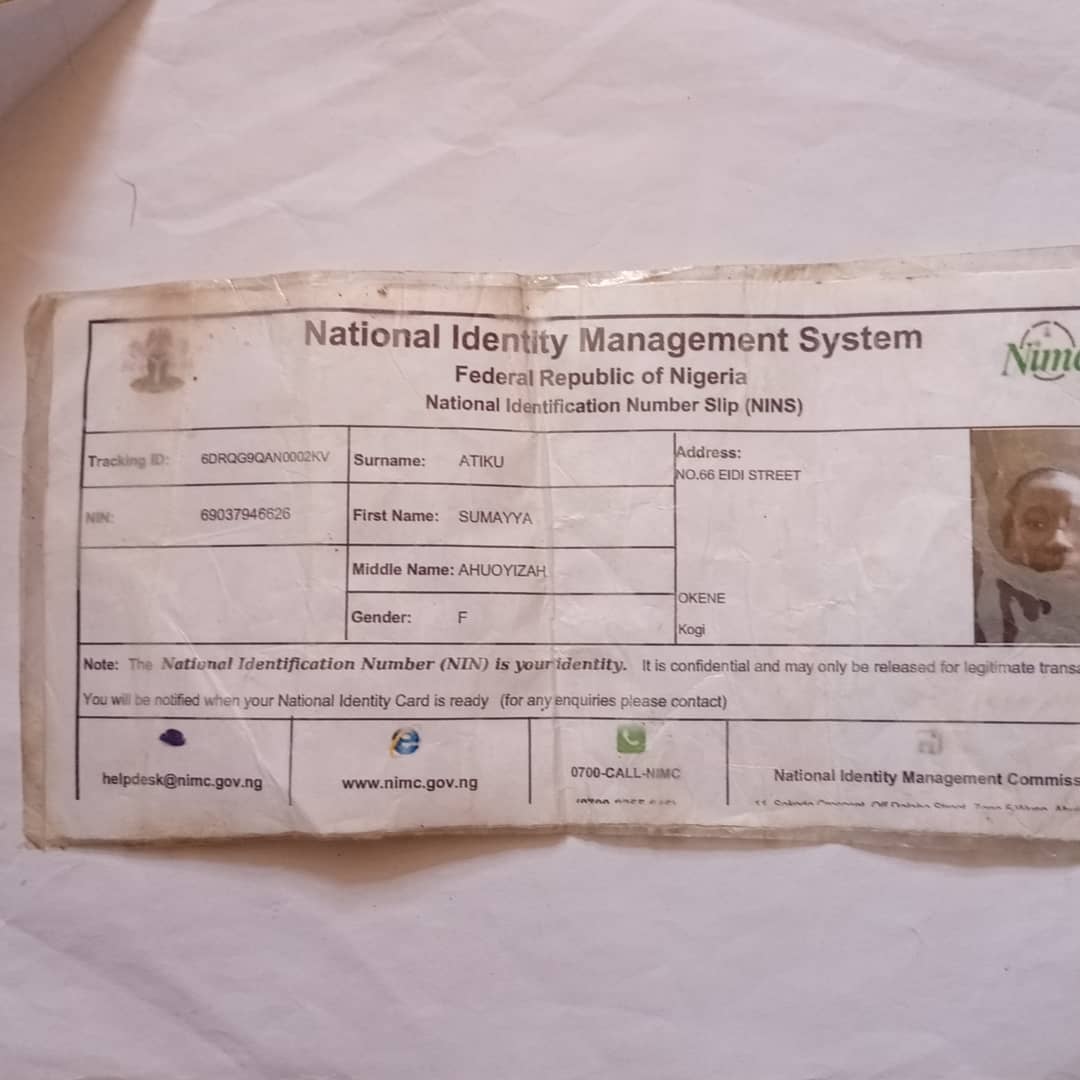 National Identity Management System
Federal Republic of Nigeria
National Identification Number Slip (NINS)
Nimc
Tracking ID: 6DRQG9QAN0002KV
Surname: ATIKU
Address:
NO.66 EIDI STREET
NIN: 69037946626
First Name: SUMAYYA
Middle Name: AHUOYIZAH
OKENE
Gender: F
Kogi
Note: The National Identification Number (NIN) is your identity. It is confidential and may only be released for legitimate transa
You will be notified when your National Identity Card is ready (for any enquiries please contact)
helpdesk@nimc.gov.ng
www.nimc.gov.ng
0700-CALL-NIMC
National Identity Management Commiss